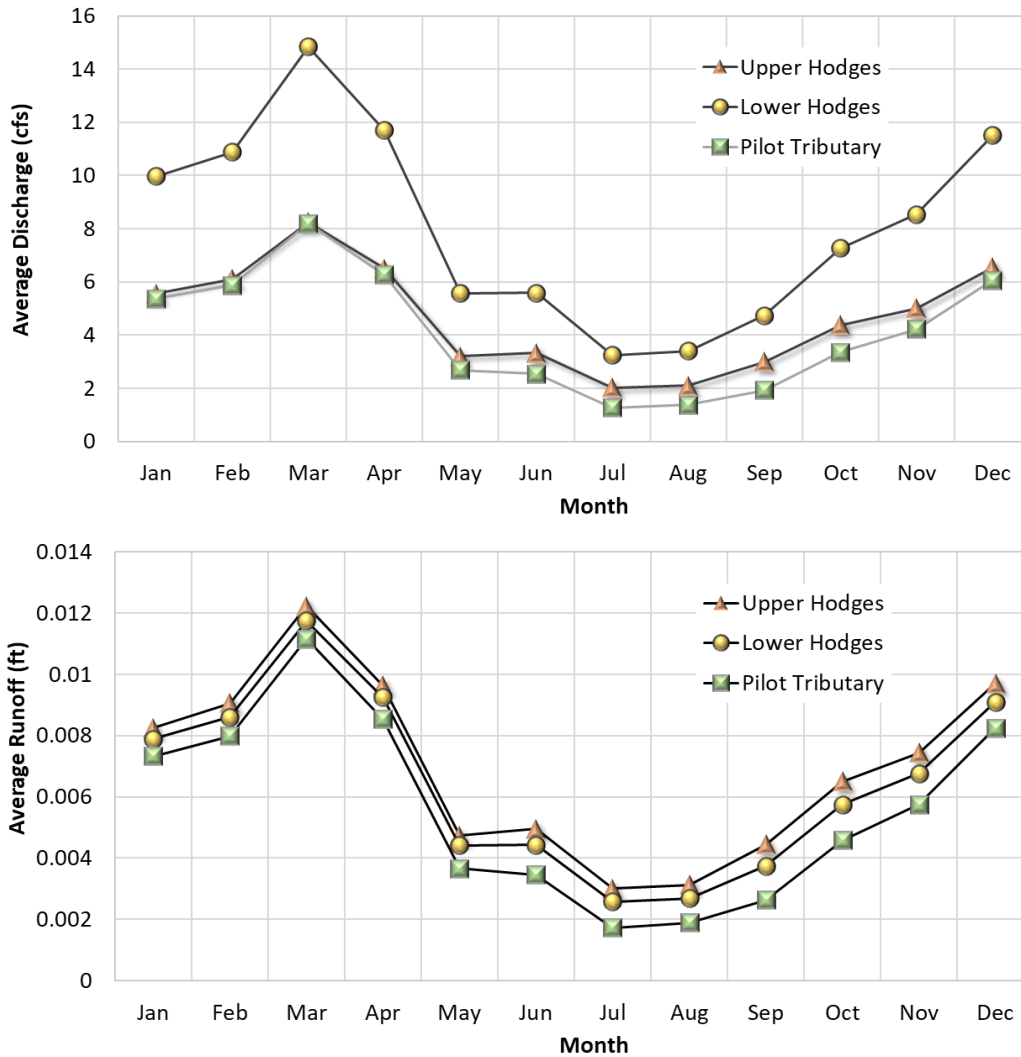 16
14
12
10
8
6
4
2
0
Average Discharge (cfs)
Upper Hodges
Lower Hodges
Pilot Tributary
Jan Feb Mar Apr May Jun Jul Aug Sep Oct Nov Dec
Month
0.014
0.012
0.01
0.008
0.006
0.004
0.002
0
Average Runoff (ft)
Upper Hodges
Lower Hodges
Pilot Tributary
Jan Feb Mar Apr May Jun Jul Aug Sep Oct Nov Dec
Month